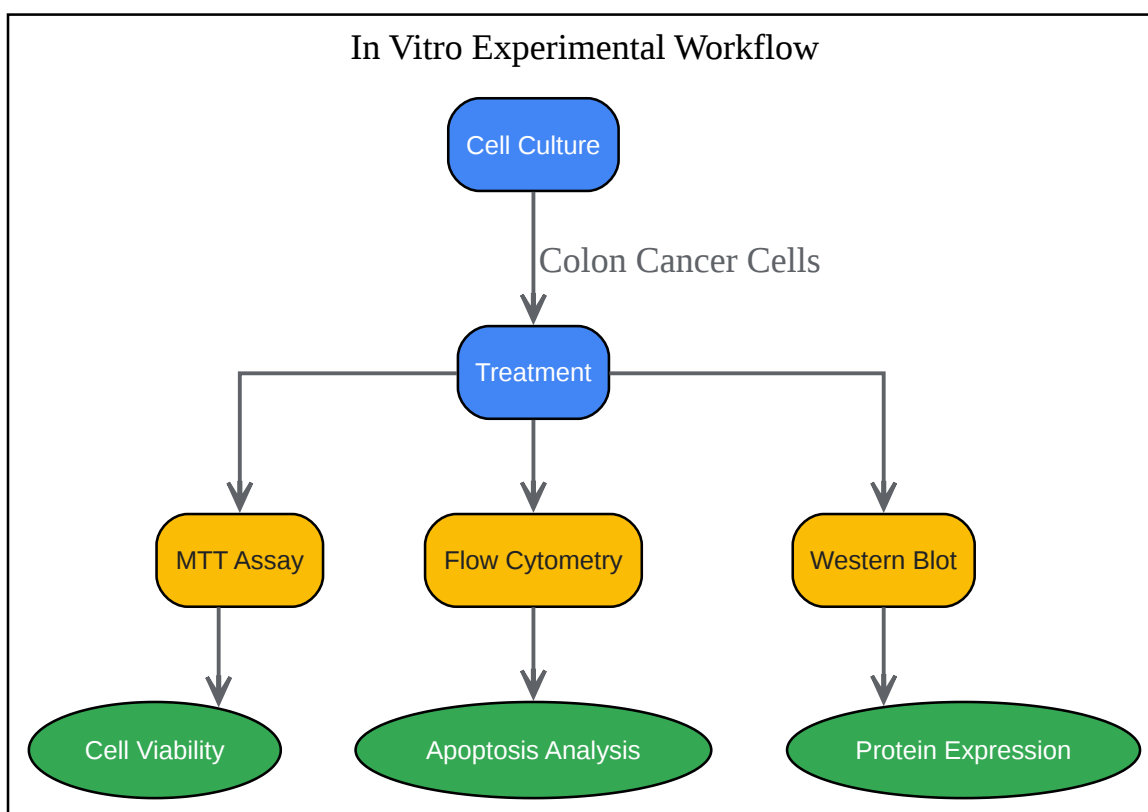 In Vitro Experimental Workflow
Cell Culture
Colon Cancer Cells
Treatment
MTT Assay
Flow Cytometry
Western Blot
Cell Viability
Apoptosis Analysis
Protein Expression